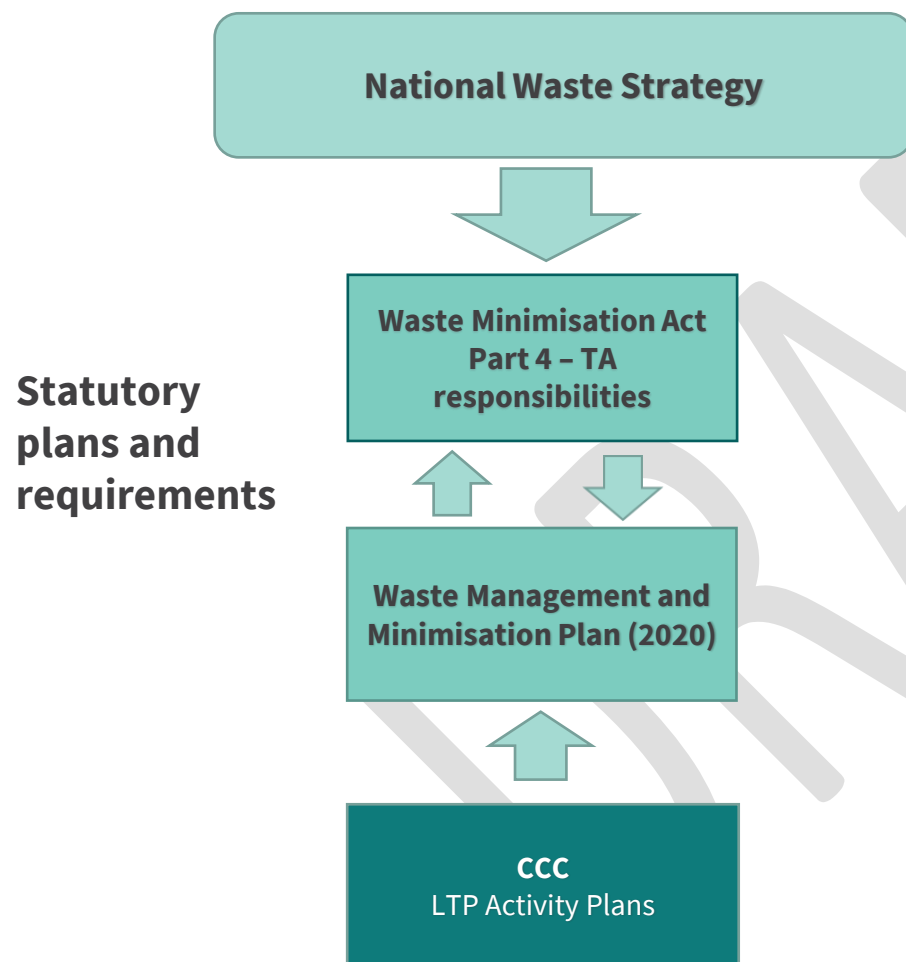 National Waste Strategy
Waste Minimisation Act
Part 4 – TA
responsibilities
Statutory
plans and
requirements
Waste Management and
Minimisation Plan (2020)
CCC
LTP Activity Plans